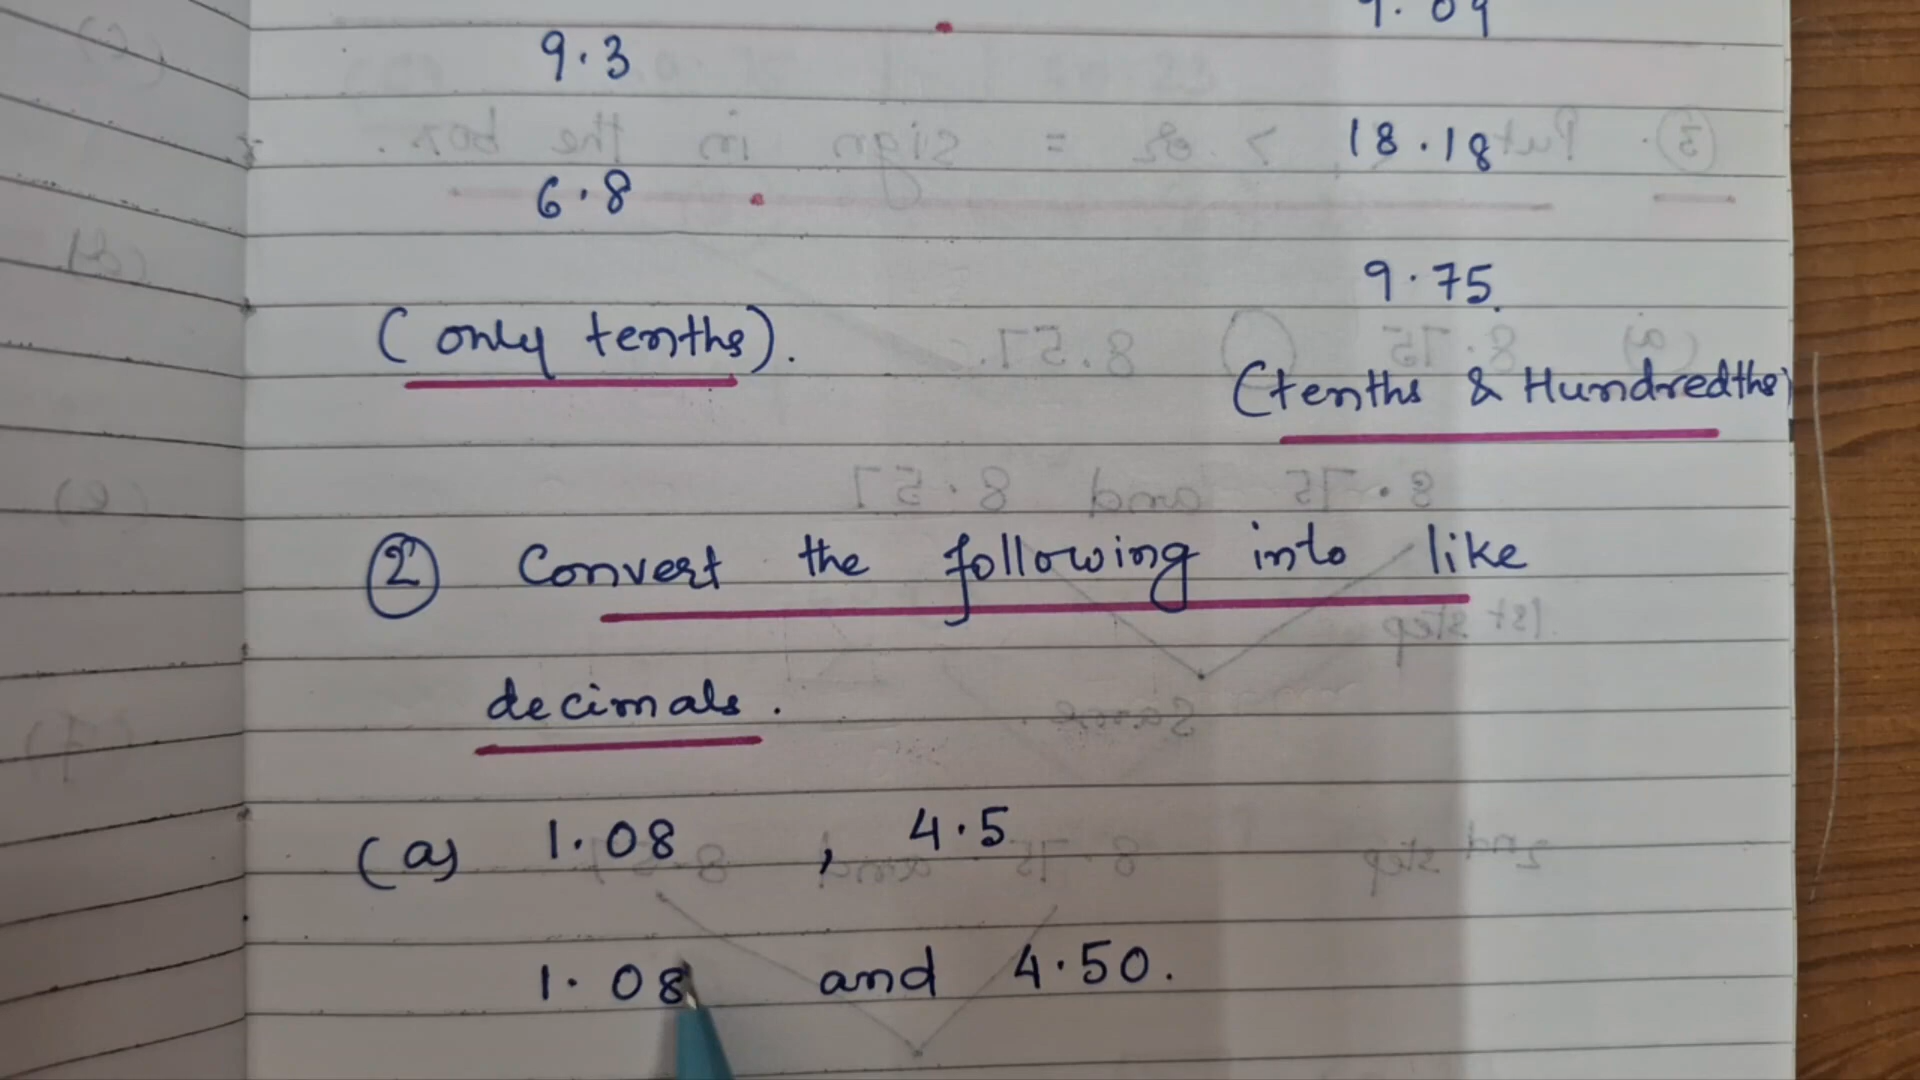 9.3
18.18
6.8
9.75
(only tenths).
(tenths & Hundredths)
② Convert the following into like
decimals.
(a) 1.08 , 4.5
1.08 and 4.50.